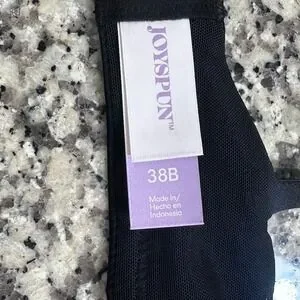 JOYSPUN™
38B
Made in/
Hecho en
Indonesia